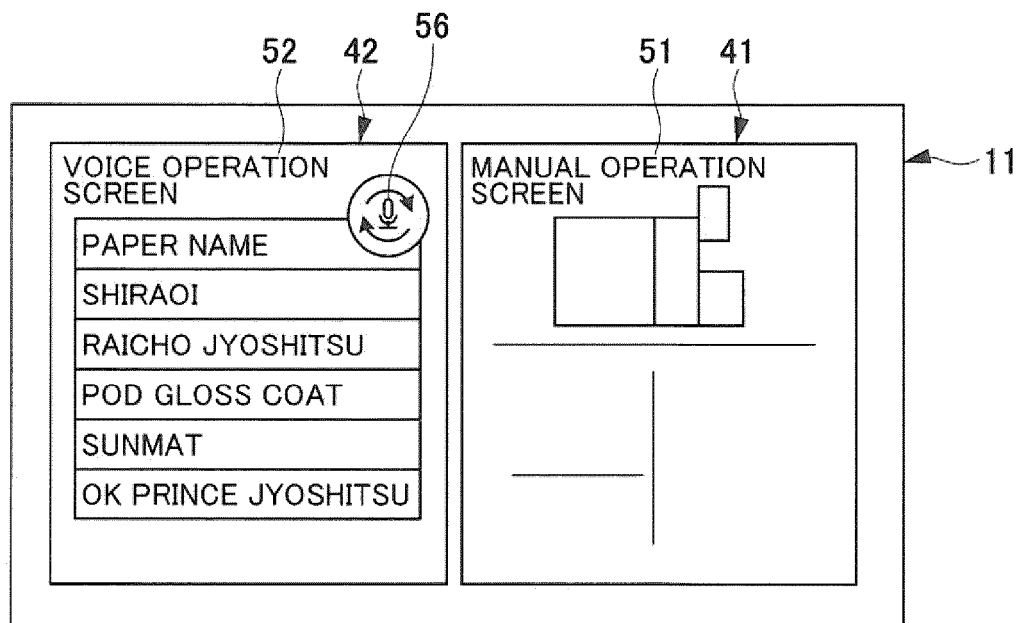 56
52
42
51
41
11
VOICE OPERATION
SCREEN
PAPER NAME
SHIRAOI
RAICHO JYOSHITSU
POD GLOSS COAT
SUNMAT
OK PRINCE JYOSHITSU
MANUAL OPERATION
SCREEN